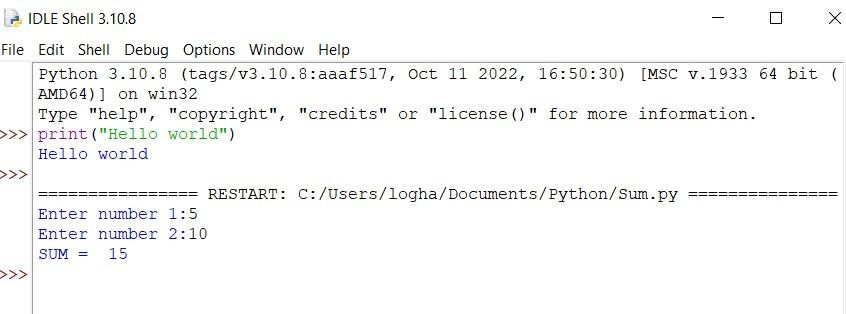 IDLE Shell 3.10.8
File Edit Shell Debug Options Window Help
Python 3.10.8 (tags/v3.10.8:aaaf517, Oct 11 2022, 16:50:30) [MSC v.1933 64 bit (
AMD64)] on win32
Type "help", "copyright", "credits" or "license()" for more information.
>>> print("Hello world")
Hello world
>>>
================ RESTART: C:/Users/logha/Documents/Python/Sum.py ===============
Enter number 1:5
Enter number 2:10
SUM =  15
>>>